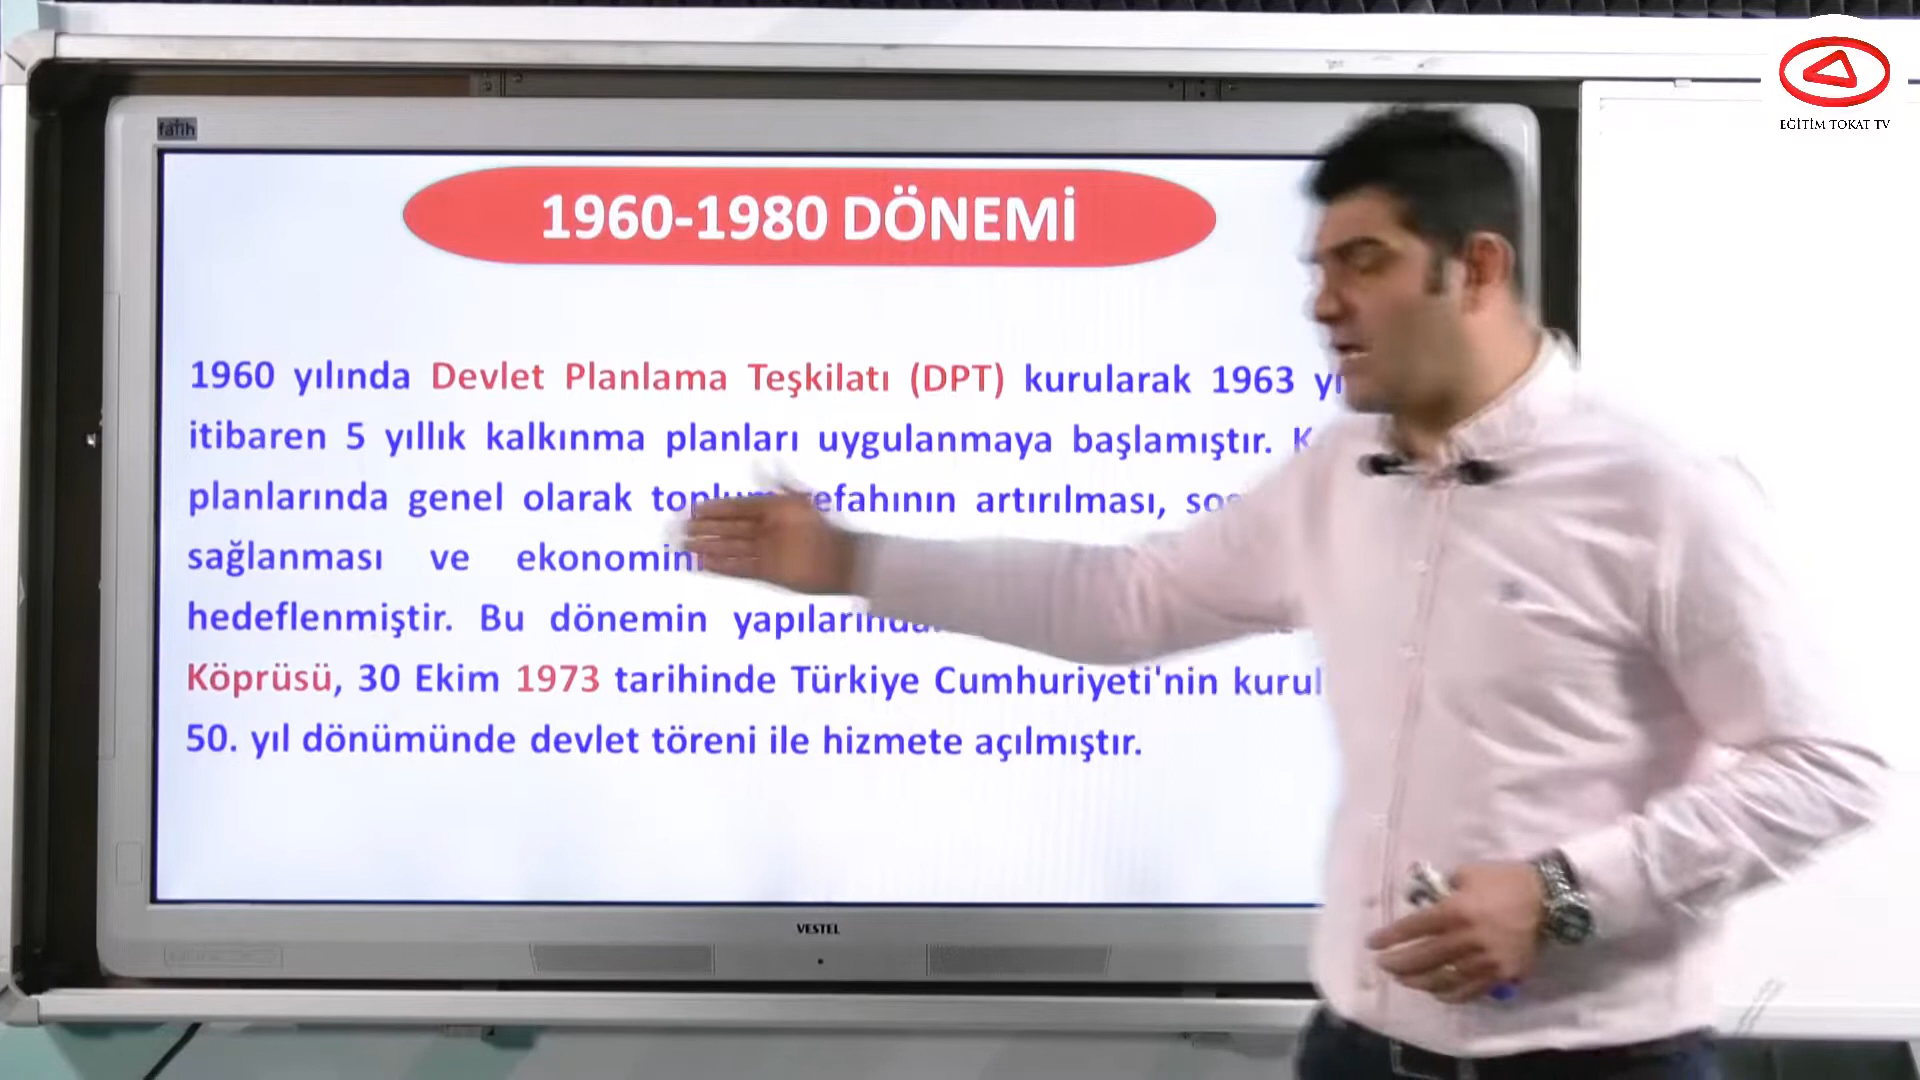 EĞİTİM TOKAT TV
fatih
1960-1980 DÖNEMİ
1960 yılında Devlet Planlama Teşkilatı (DPT) kurularak 1963
itibaren 5 yıllık kalkınma planları uygulanmaya başlamıştır.
planlarında genel olarak toplum refahının artırılması,
sağlanması ve
hedeflenmiştir. Bu dönemin
Köprüsü, 30 Ekim 1973 tarihinde Türkiye Cumhuriyeti'nin
50. yıl dönümünde devlet töreni ile hizmete açılmıştır.
VESTEL